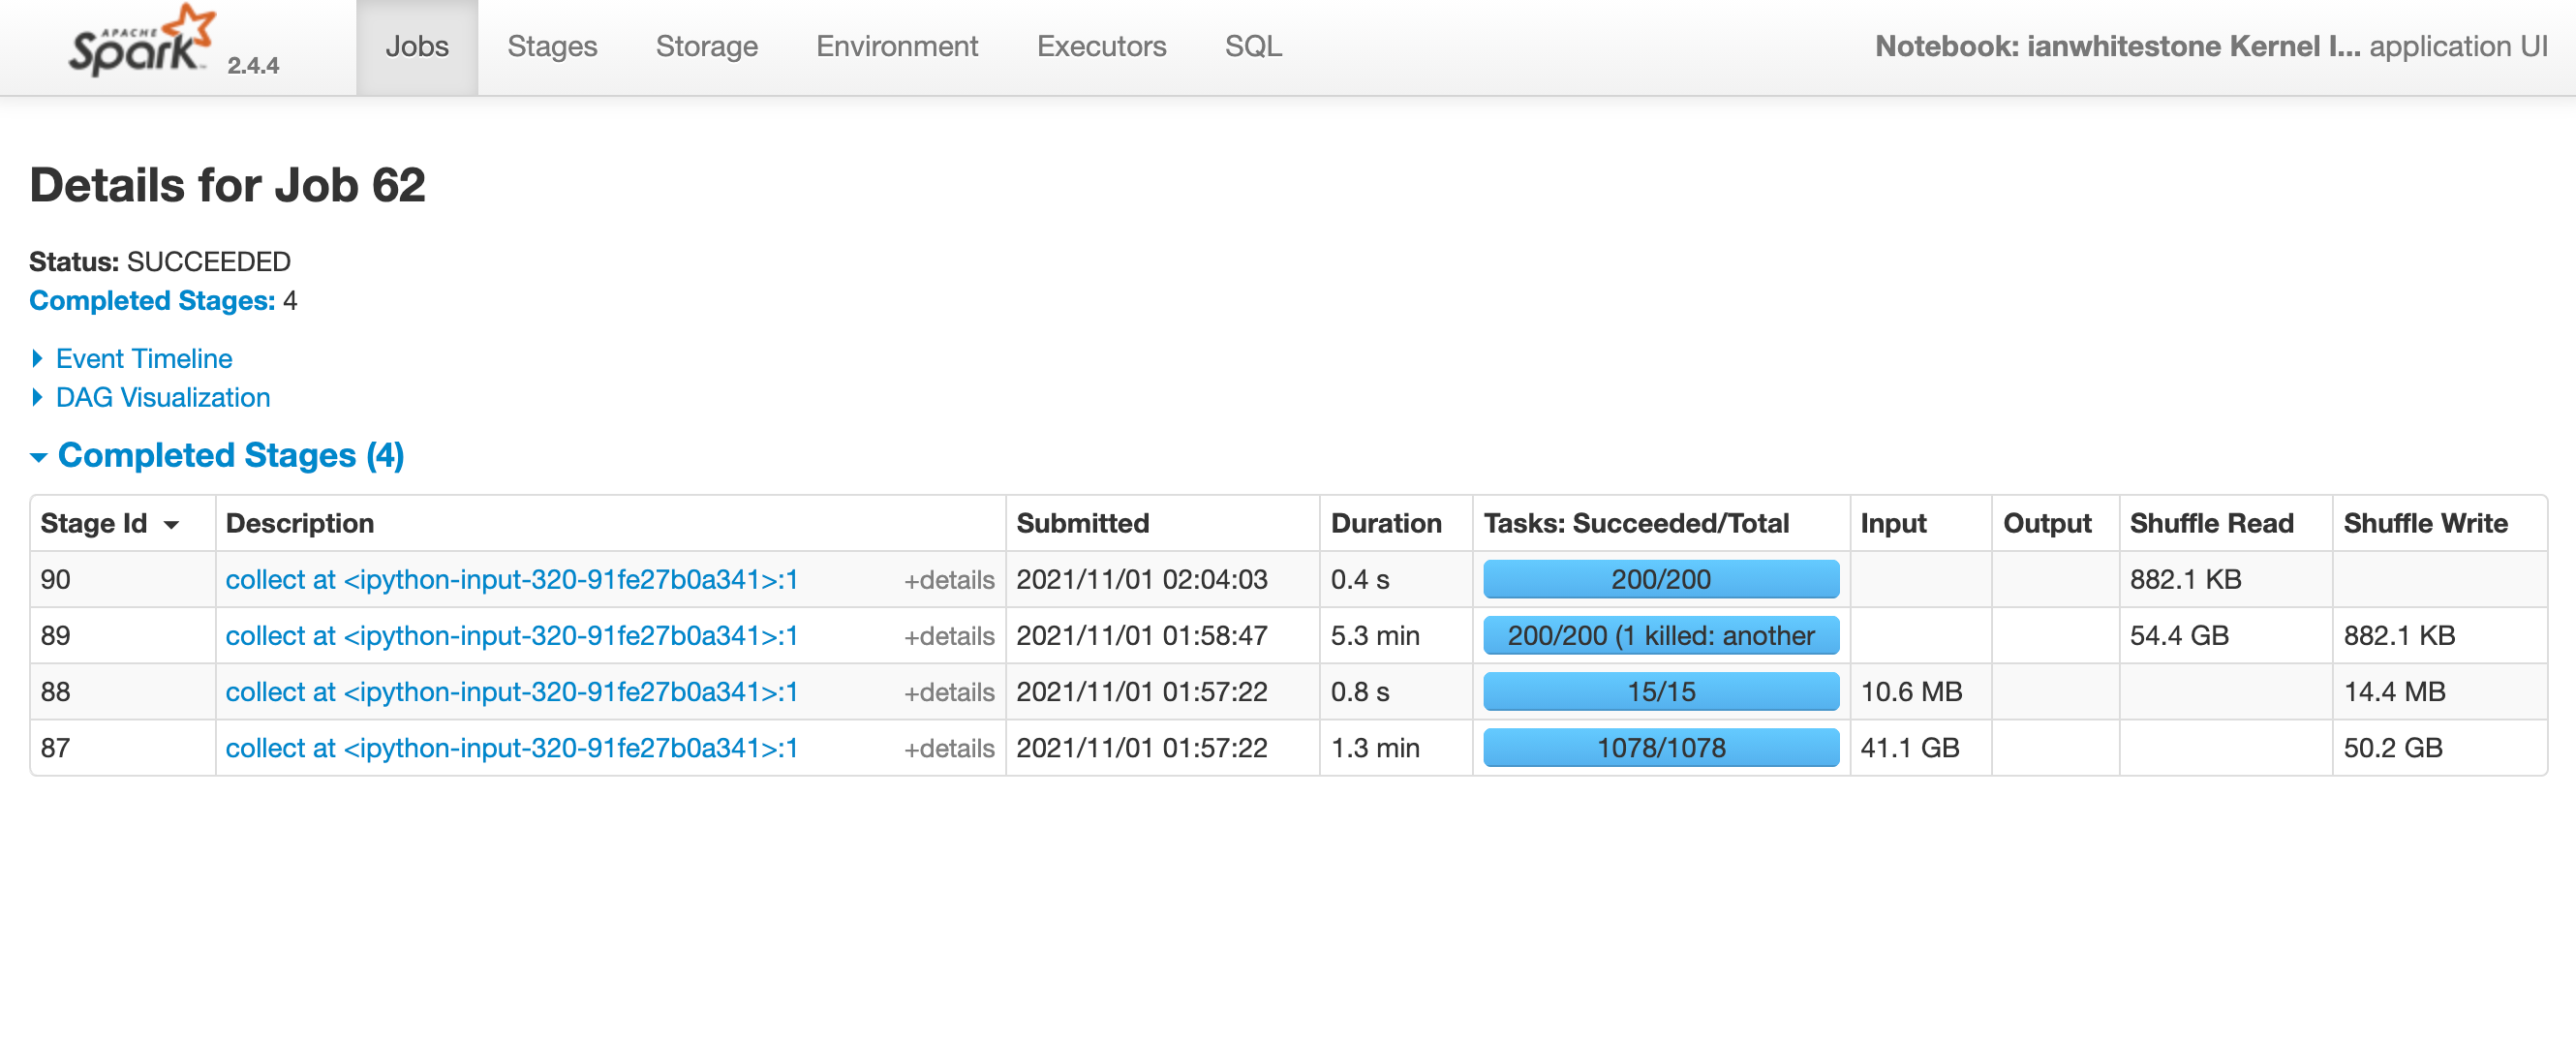 APACHE Spark 2.4.4 Jobs Stages Storage Environment Executors SQL Notebook: ianwhitestone Kernel I... application UI
Details for Job 62
Status: SUCCEEDED
Completed Stages: 4
Event Timeline
DAG Visualization
Completed Stages (4)
Stage Id Description Submitted Duration Tasks: Succeeded/Total Input Output Shuffle Read Shuffle Write
90 collect at <ipython-input-320-91fe27b0a341>:1 +details 2021/11/01 02:04:03 0.4 s 200/200 882.1 KB
89 collect at <ipython-input-320-91fe27b0a341>:1 +details 2021/11/01 01:58:47 5.3 min 200/200 (1 killed: another 54.4 GB 882.1 KB
88 collect at <ipython-input-320-91fe27b0a341>:1 +details 2021/11/01 01:57:22 0.8 s 15/15 10.6 MB 14.4 MB
87 collect at <ipython-input-320-91fe27b0a341>:1 +details 2021/11/01 01:57:22 1.3 min 1078/1078 41.1 GB 50.2 GB